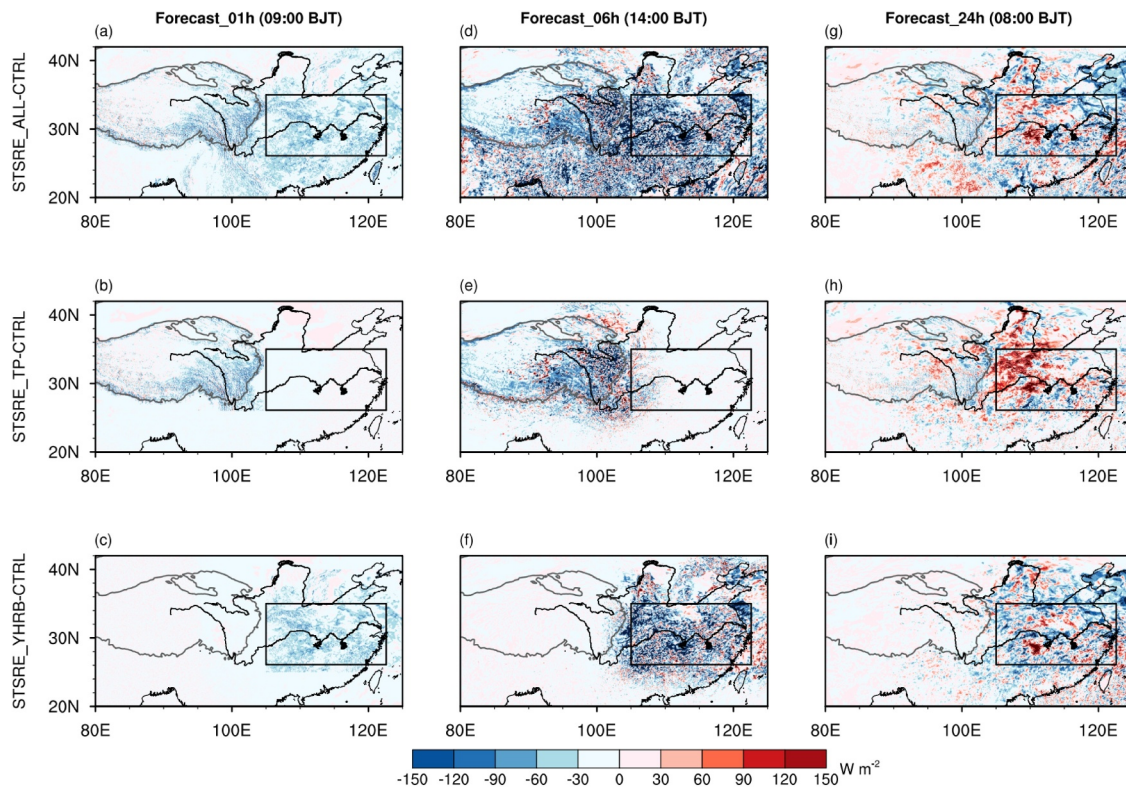 Forecast_01h (09:00 BJT)
Forecast_06h (14:00 BJT)
Forecast_24h (08:00 BJT)
STSRE_ALL-CTRL
(a)
40N
30N
20N
80E 100E 120E
(d)
80E 100E 120E
(g)
80E 100E 120E
STSRE_TP-CTRL
(b)
40N
30N
20N
80E 100E 120E
(e)
80E 100E 120E
(h)
80E 100E 120E
STSRE_YHRB-CTRL
(c)
40N
30N
20N
80E 100E 120E
(f)
80E 100E 120E
(i)
80E 100E 120E
-150 -120 -90 -60 -30 0 30 60 90 120 150
W m-2